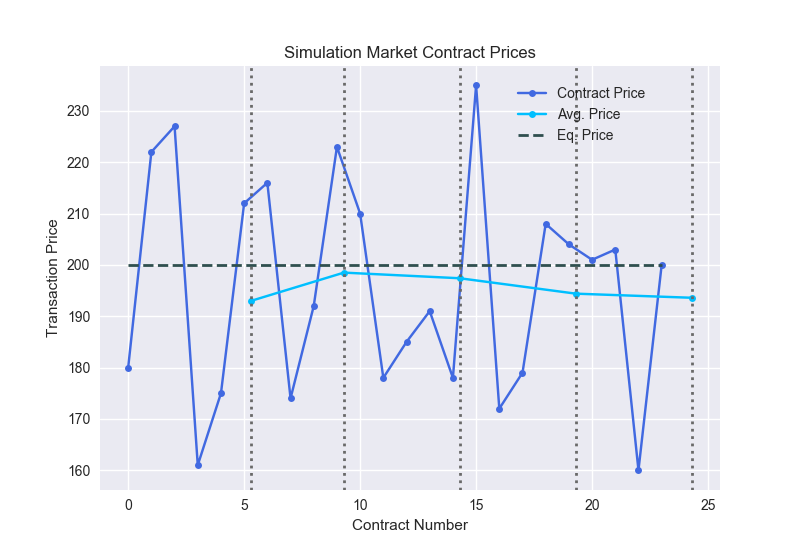 Simulation Market Contract Prices
Contract Price
Avg. Price
Eq. Price
Transaction Price
230
220
210
200
190
180
170
160
0 5 10 15 20 25
Contract Number